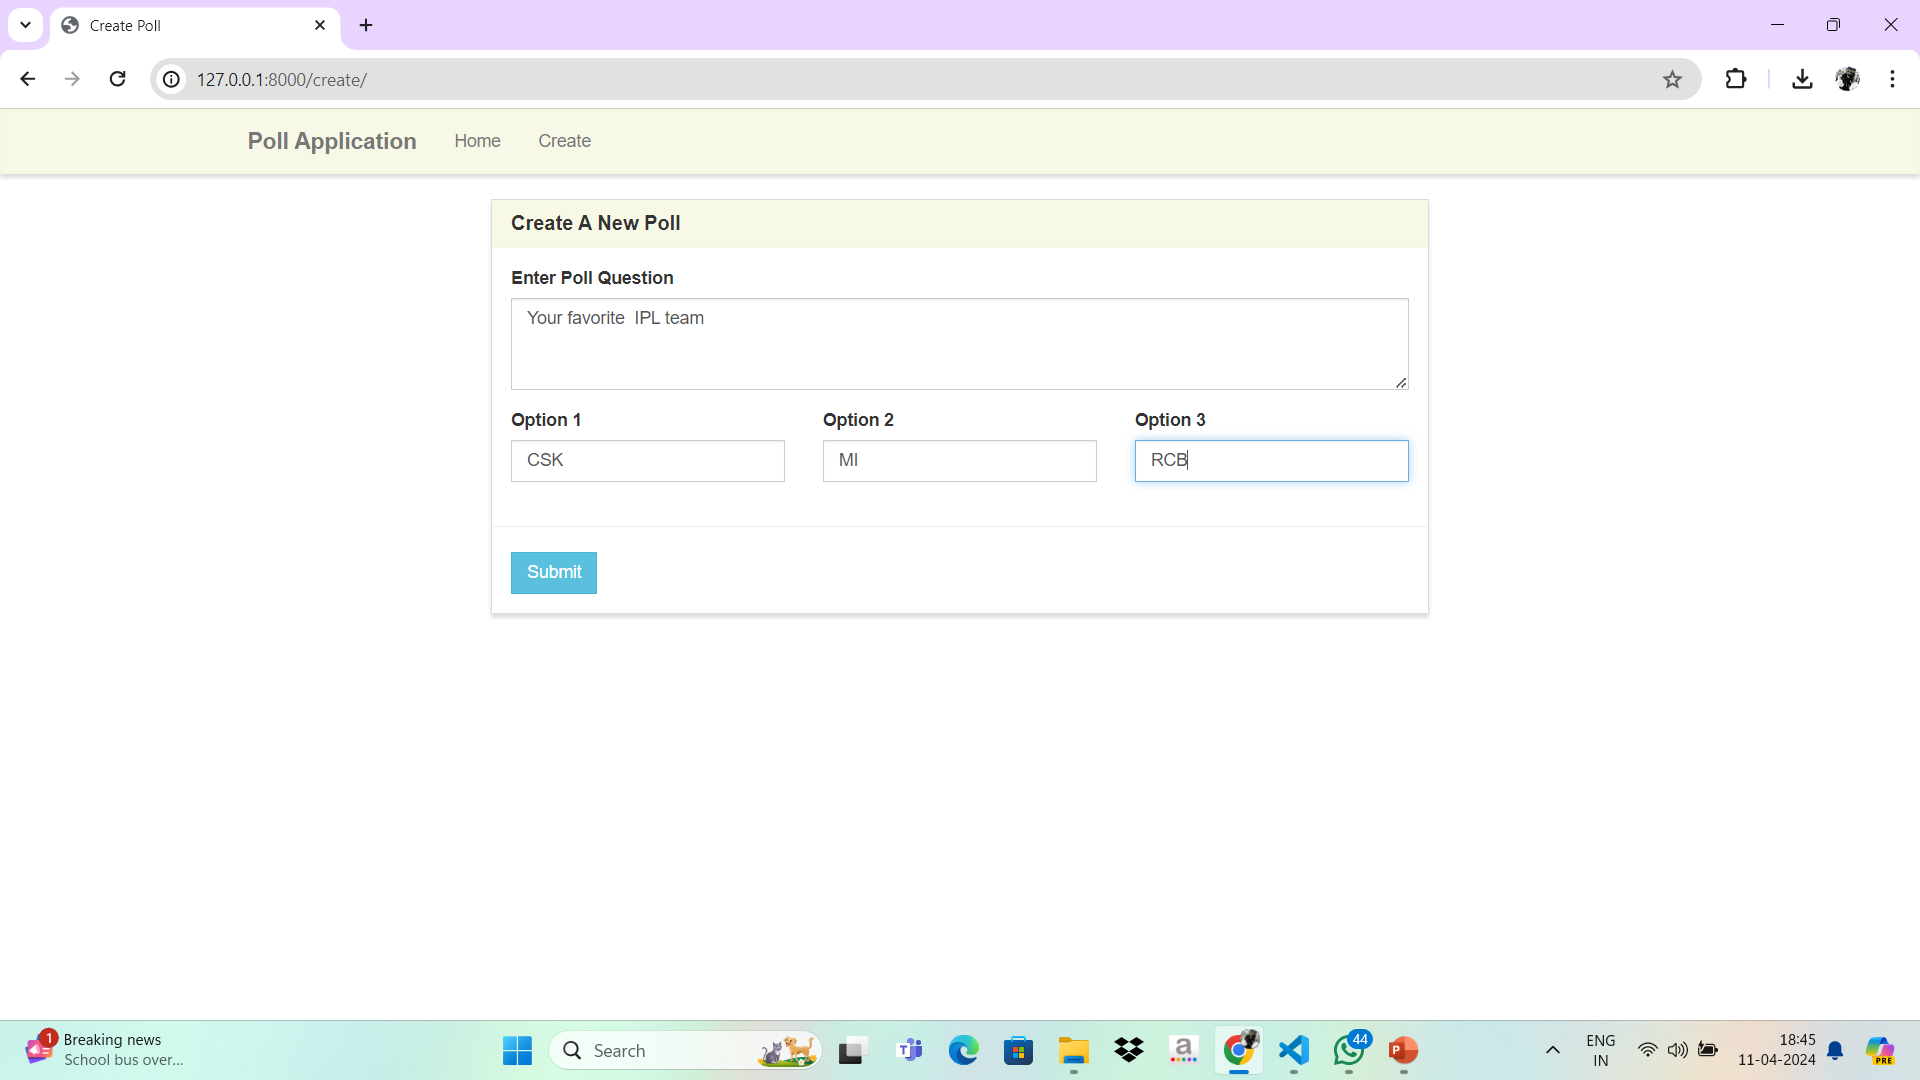 Create Poll
127.0.0.1:8000/create/
Poll Application Home Create
Create A New Poll
Enter Poll Question
Your favorite  IPL team
Option 1 Option 2 Option 3
CSK MI RCB
Submit
1 Breaking news
School bus over...
Search
T
a
44
P
ENG
IN
18:45
11-04-2024
PRE